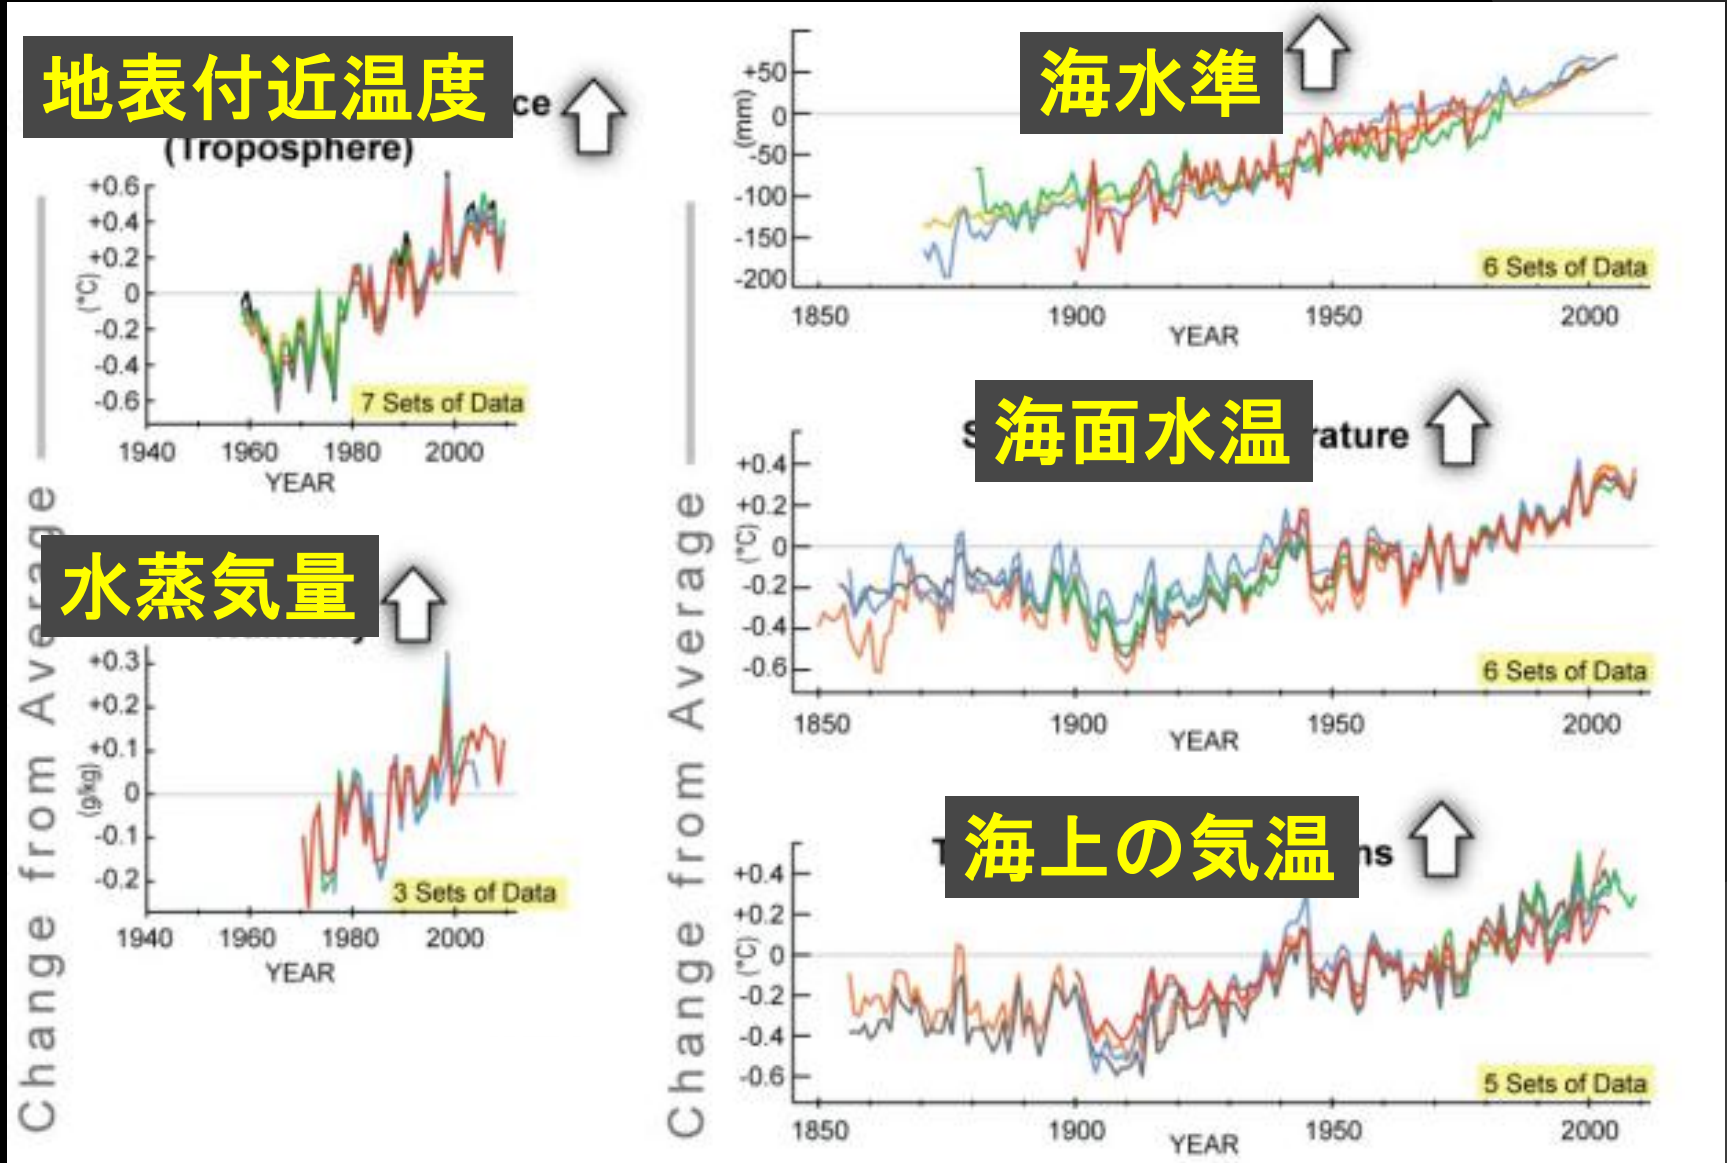 地表付近温度
ce
(Troposphere)
+0.6
+0.4
+0.2
0
-0.2
-0.4
-0.6
(°C)
7 Sets of Data
1940 1960 1980 2000
YEAR
水蒸気量
+0.3
+0.2
+0.1
0
-0.1
-0.2
(g/kg)
3 Sets of Data
1940 1960 1980 2000
YEAR
Change from Average
海水準
+50
0
-50
-100
-150
-200
(mm)
6 Sets of Data
1850 1900 1950 2000
YEAR
海面水温
rature
+0.4
+0.2
0
-0.2
-0.4
-0.6
(°C)
6 Sets of Data
1850 1900 1950 2000
YEAR
海上の気温
ns
+0.4
+0.2
0
-0.2
-0.4
-0.6
(°C)
5 Sets of Data
1850 1900 1950 2000
YEAR
Change from Average